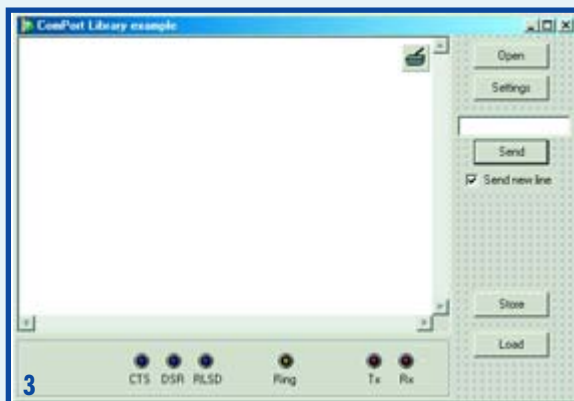 ComPort Library example
Open
Settings
Send
Send new line
Store
Load
CTS DSR RLSD Ring Tx Rx
3